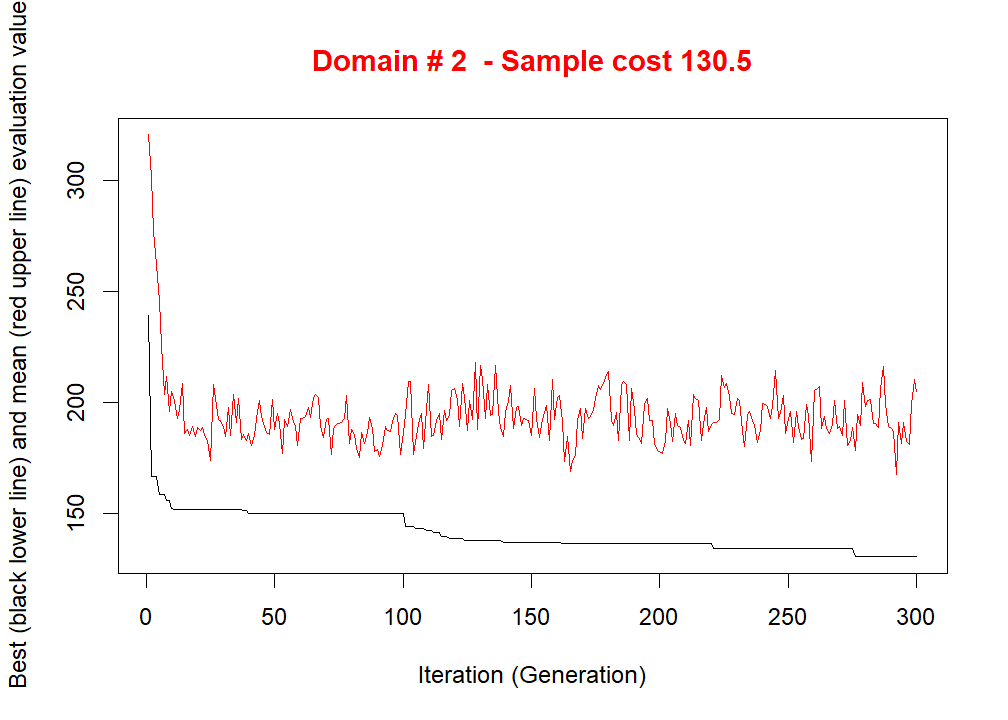 Domain # 2  - Sample cost 130.5
Best (black lower line) and mean (red upper line) evaluation value
300
250
200
150
0 50 100 150 200 250 300
Iteration (Generation)